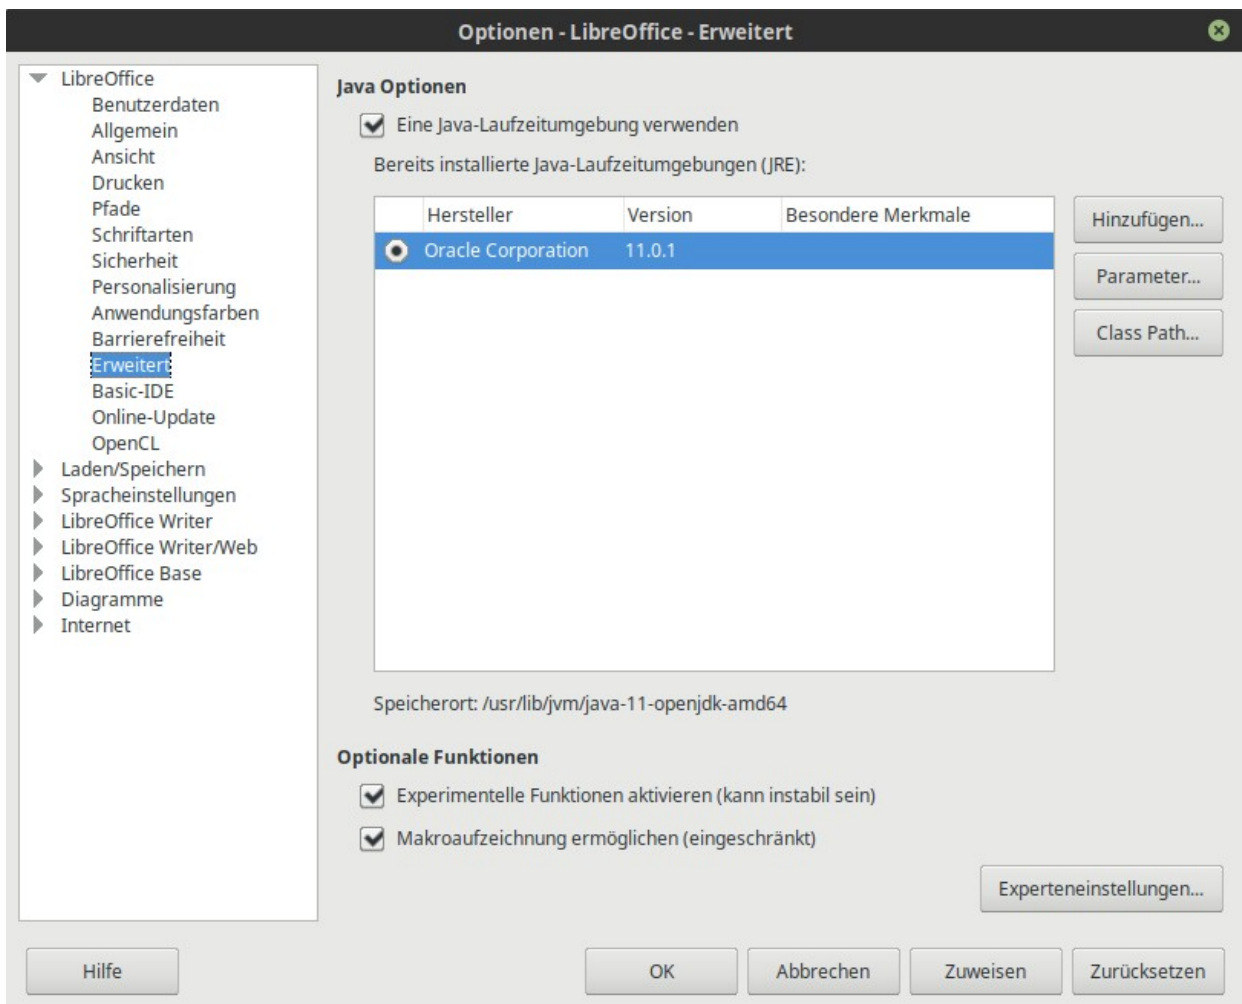 Optionen - LibreOffice - Erweitert
LibreOffice
Benutzerdaten
Allgemein
Ansicht
Drucken
Pfade
Schriftarten
Sicherheit
Personalisierung
Anwendungsfarben
Barrierefreiheit
Erweitert
Basic-IDE
Online-Update
OpenCL
Laden/Speichern
Spracheinstellungen
LibreOffice Writer
LibreOffice Writer/Web
LibreOffice Base
Diagramme
Internet
Java Optionen
Eine Java-Laufzeitumgebung verwenden
Bereits installierte Java-Laufzeitumgebungen (JRE):
Hersteller Version Besondere Merkmale
Oracle Corporation 11.0.1
Hinzufügen...
Parameter...
Class Path...
Speicherort: /usr/lib/jvm/java-11-openjdk-amd64
Optionale Funktionen
Experimentelle Funktionen aktivieren (kann instabil sein)
Makroaufzeichnung ermöglichen (eingeschränkt)
Experteneinstellungen...
Hilfe OK Abbrechen Zuweisen Zurücksetzen